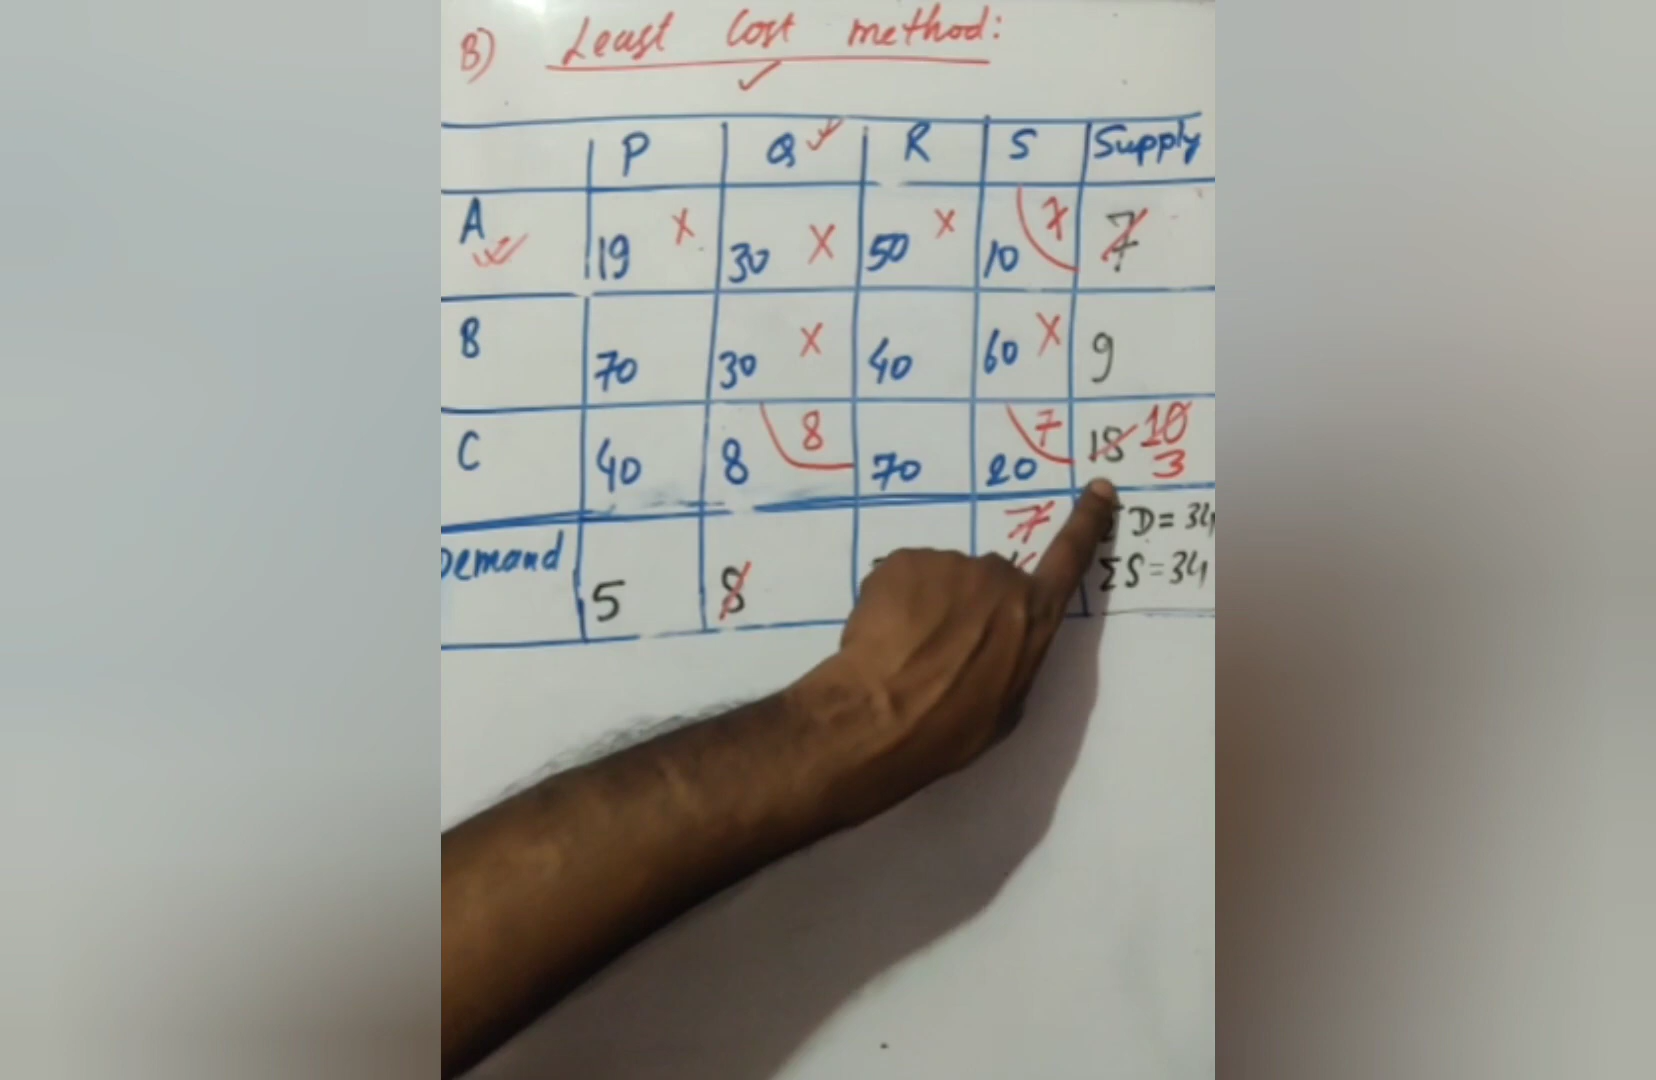 B) Least Cost method:
P Q R S Supply
A 19 X 30 X 50 X 10 7 7
B 70 30 X 40 60 X 9
C 40 8 8 70 20 7 18 10
3
7
Demand 5 8
Σ D = 34
Σ S = 34